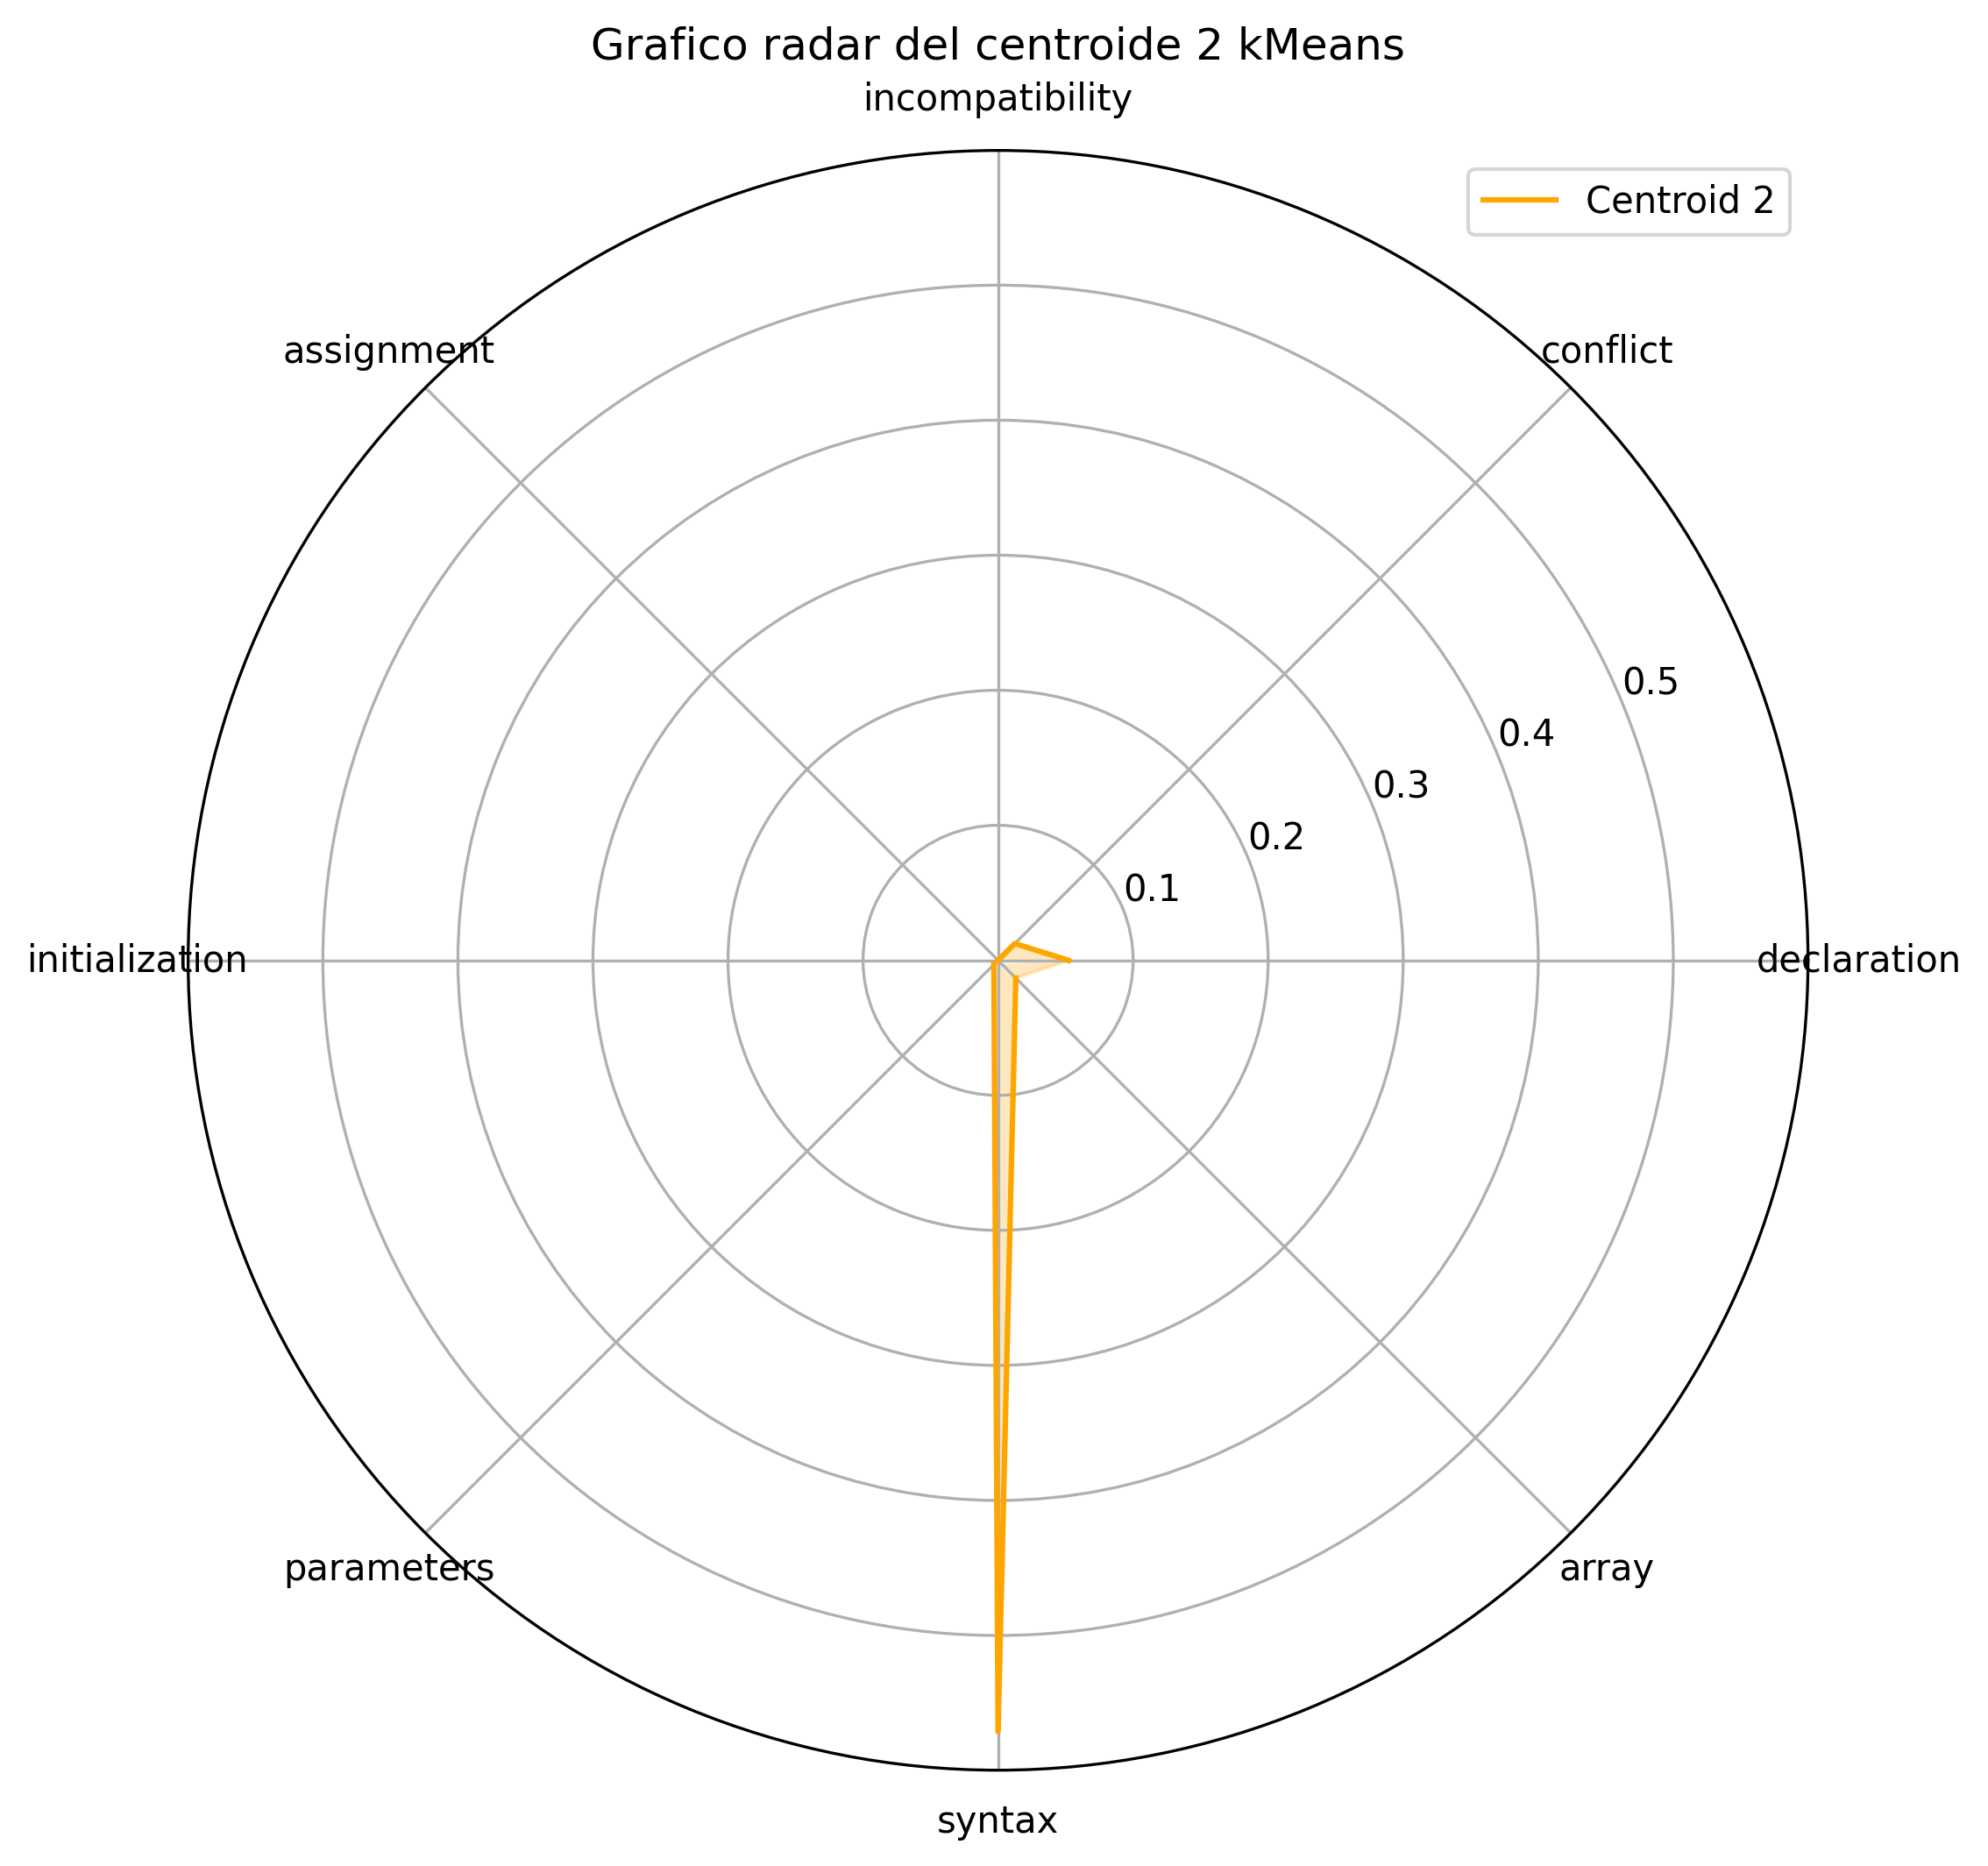 Grafico radar del centroide 2 kMeans
incompatibility
Centroid 2
assignment
conflict
0.5
0.4
0.3
0.2
0.1
initialization
declaration
parameters
array
syntax